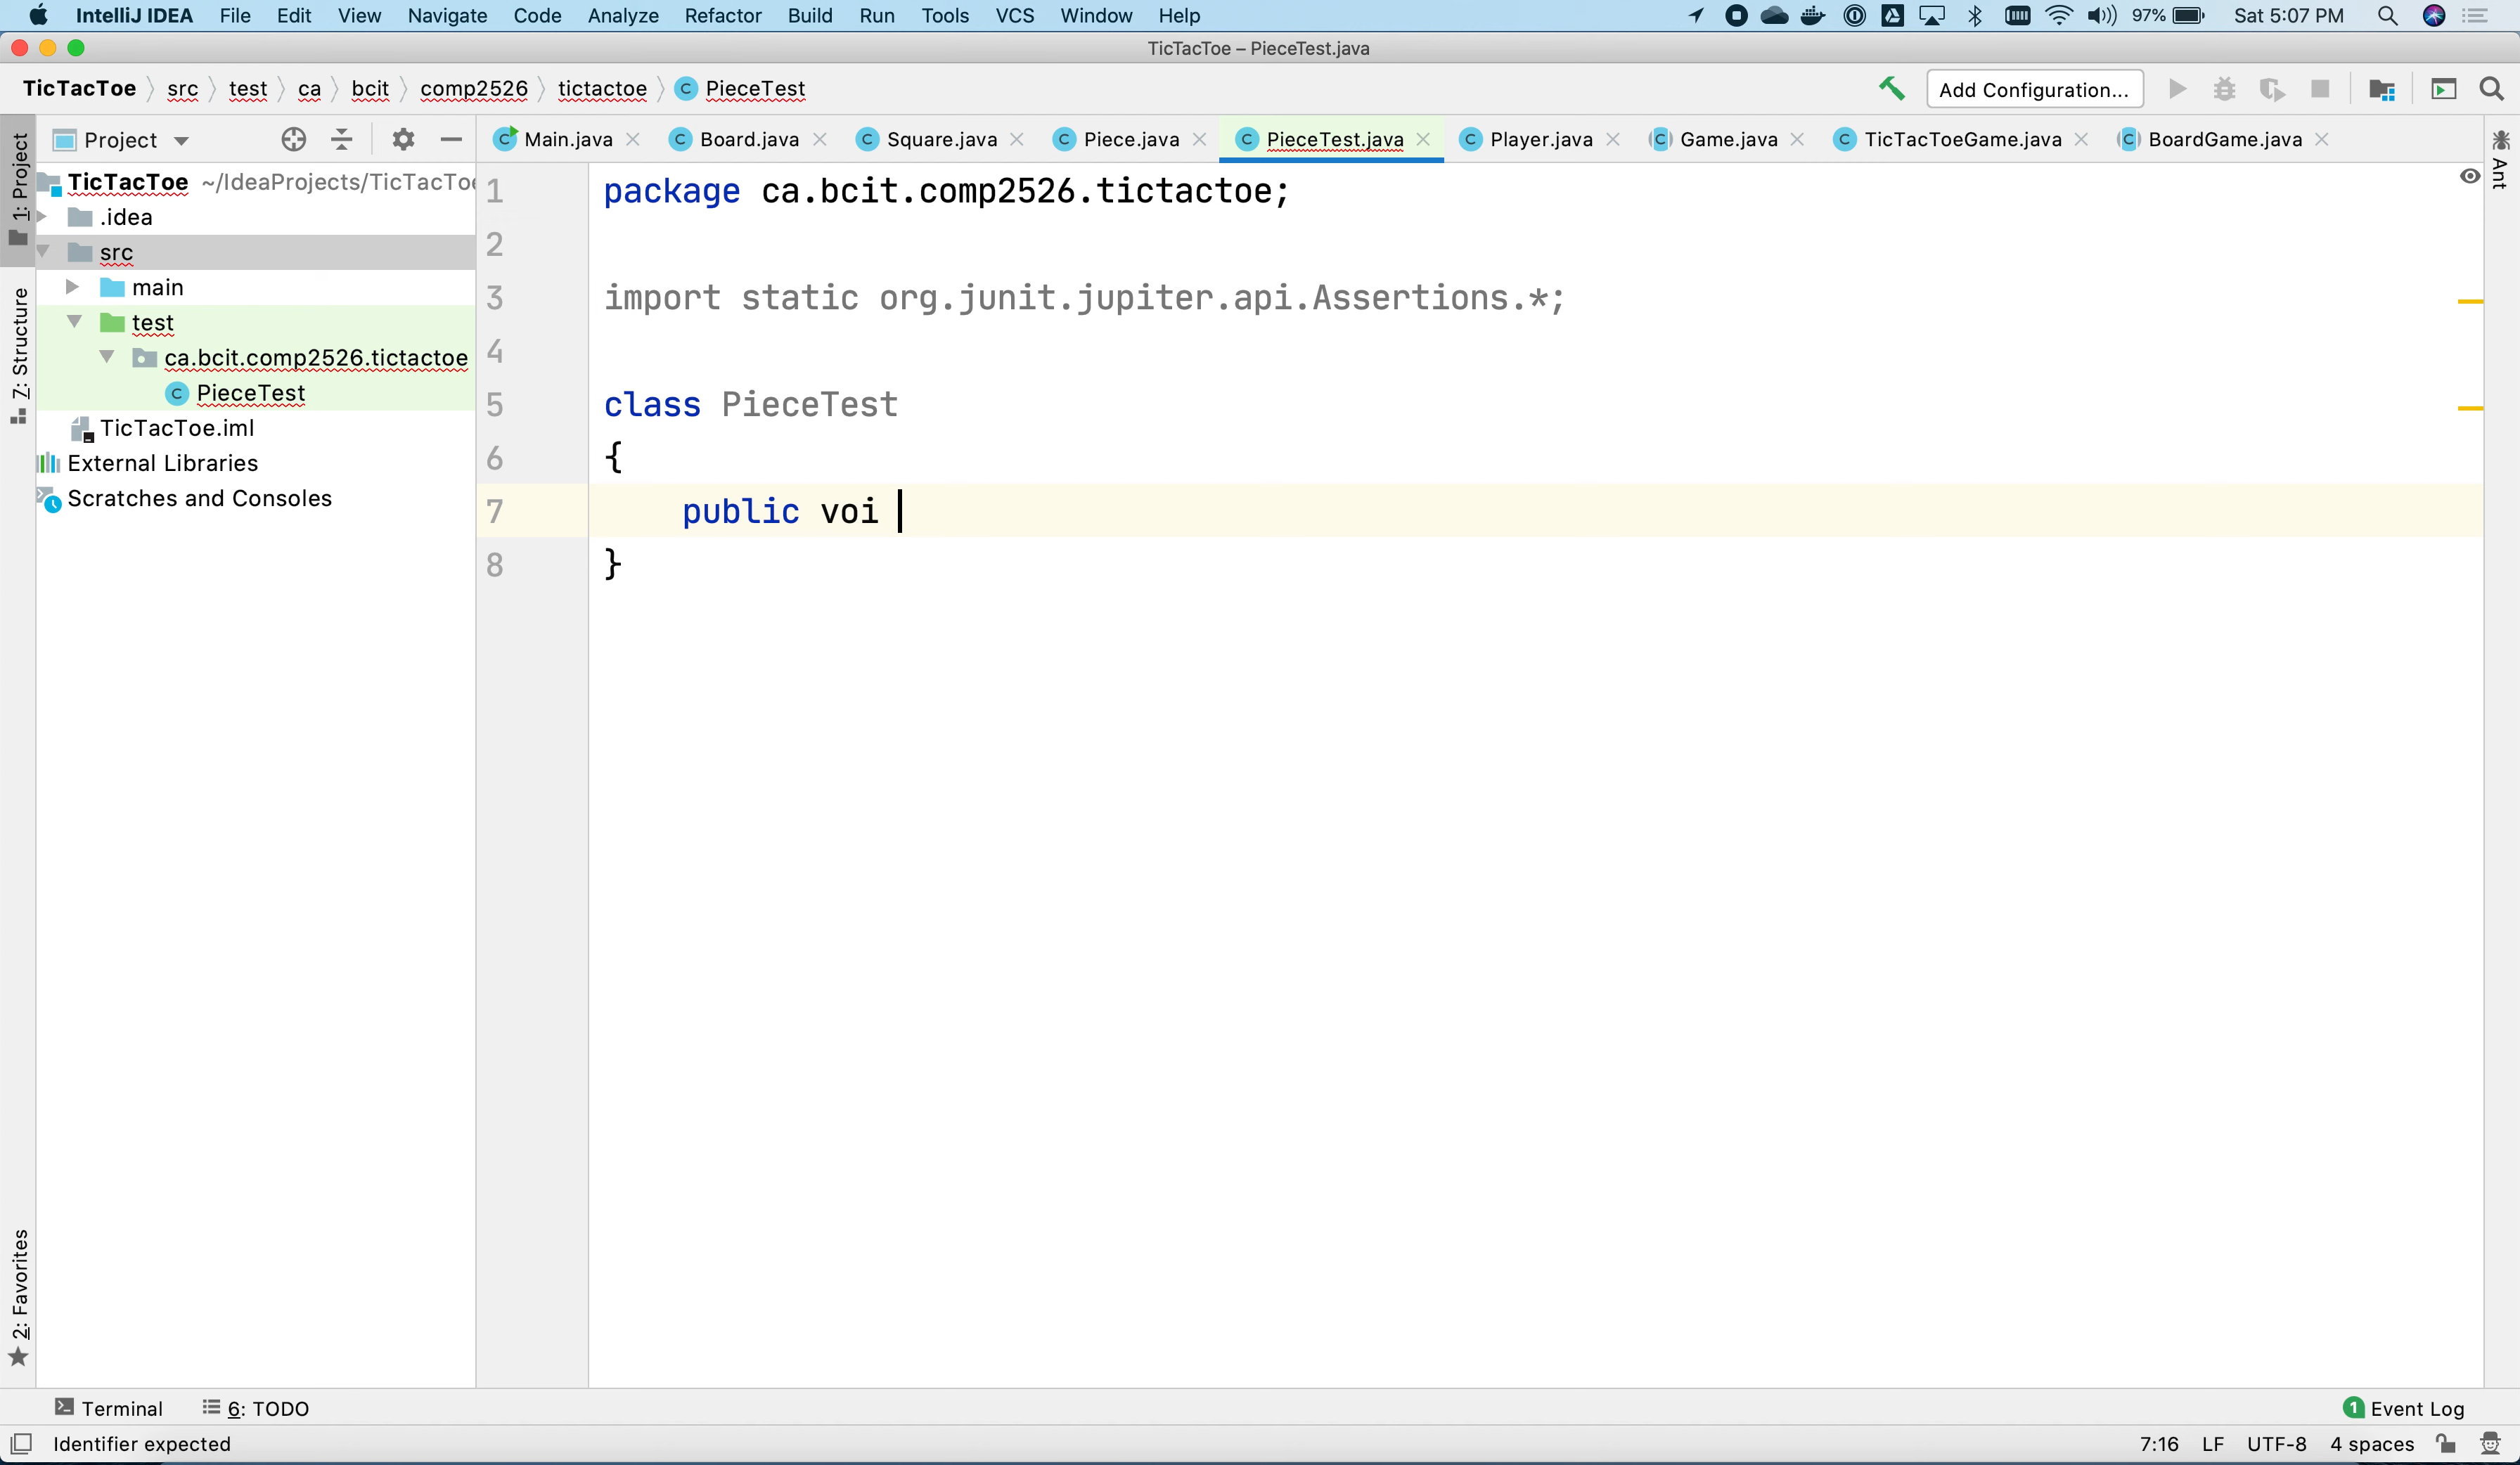 IntelliJ IDEA File Edit View Navigate Code Analyze Refactor Build Run Tools VCS Window Help 97% Sat 5:07 PM
TicTacToe – PieceTest.java
TicTacToe src test ca bcit comp2526 tictactoe PieceTest Add Configuration...
Project Main.java Board.java Square.java Piece.java PieceTest.java Player.java Game.java TicTacToeGame.java BoardGame.java
1: Project
7: Structure
2: Favorites
Ant
TicTacToe ~/IdeaProjects/TicTacToe
.idea
src
main
test
ca.bcit.comp2526.tictactoe
PieceTest
TicTacToe.iml
External Libraries
Scratches and Consoles
1 package ca.bcit.comp2526.tictactoe;
2
3 import static org.junit.jupiter.api.Assertions.*;
4
5 class PieceTest
6 {
7 public voi
8 }
Terminal 6: TODO 1 Event Log
Identifier expected 7:16 LF UTF-8 4 spaces